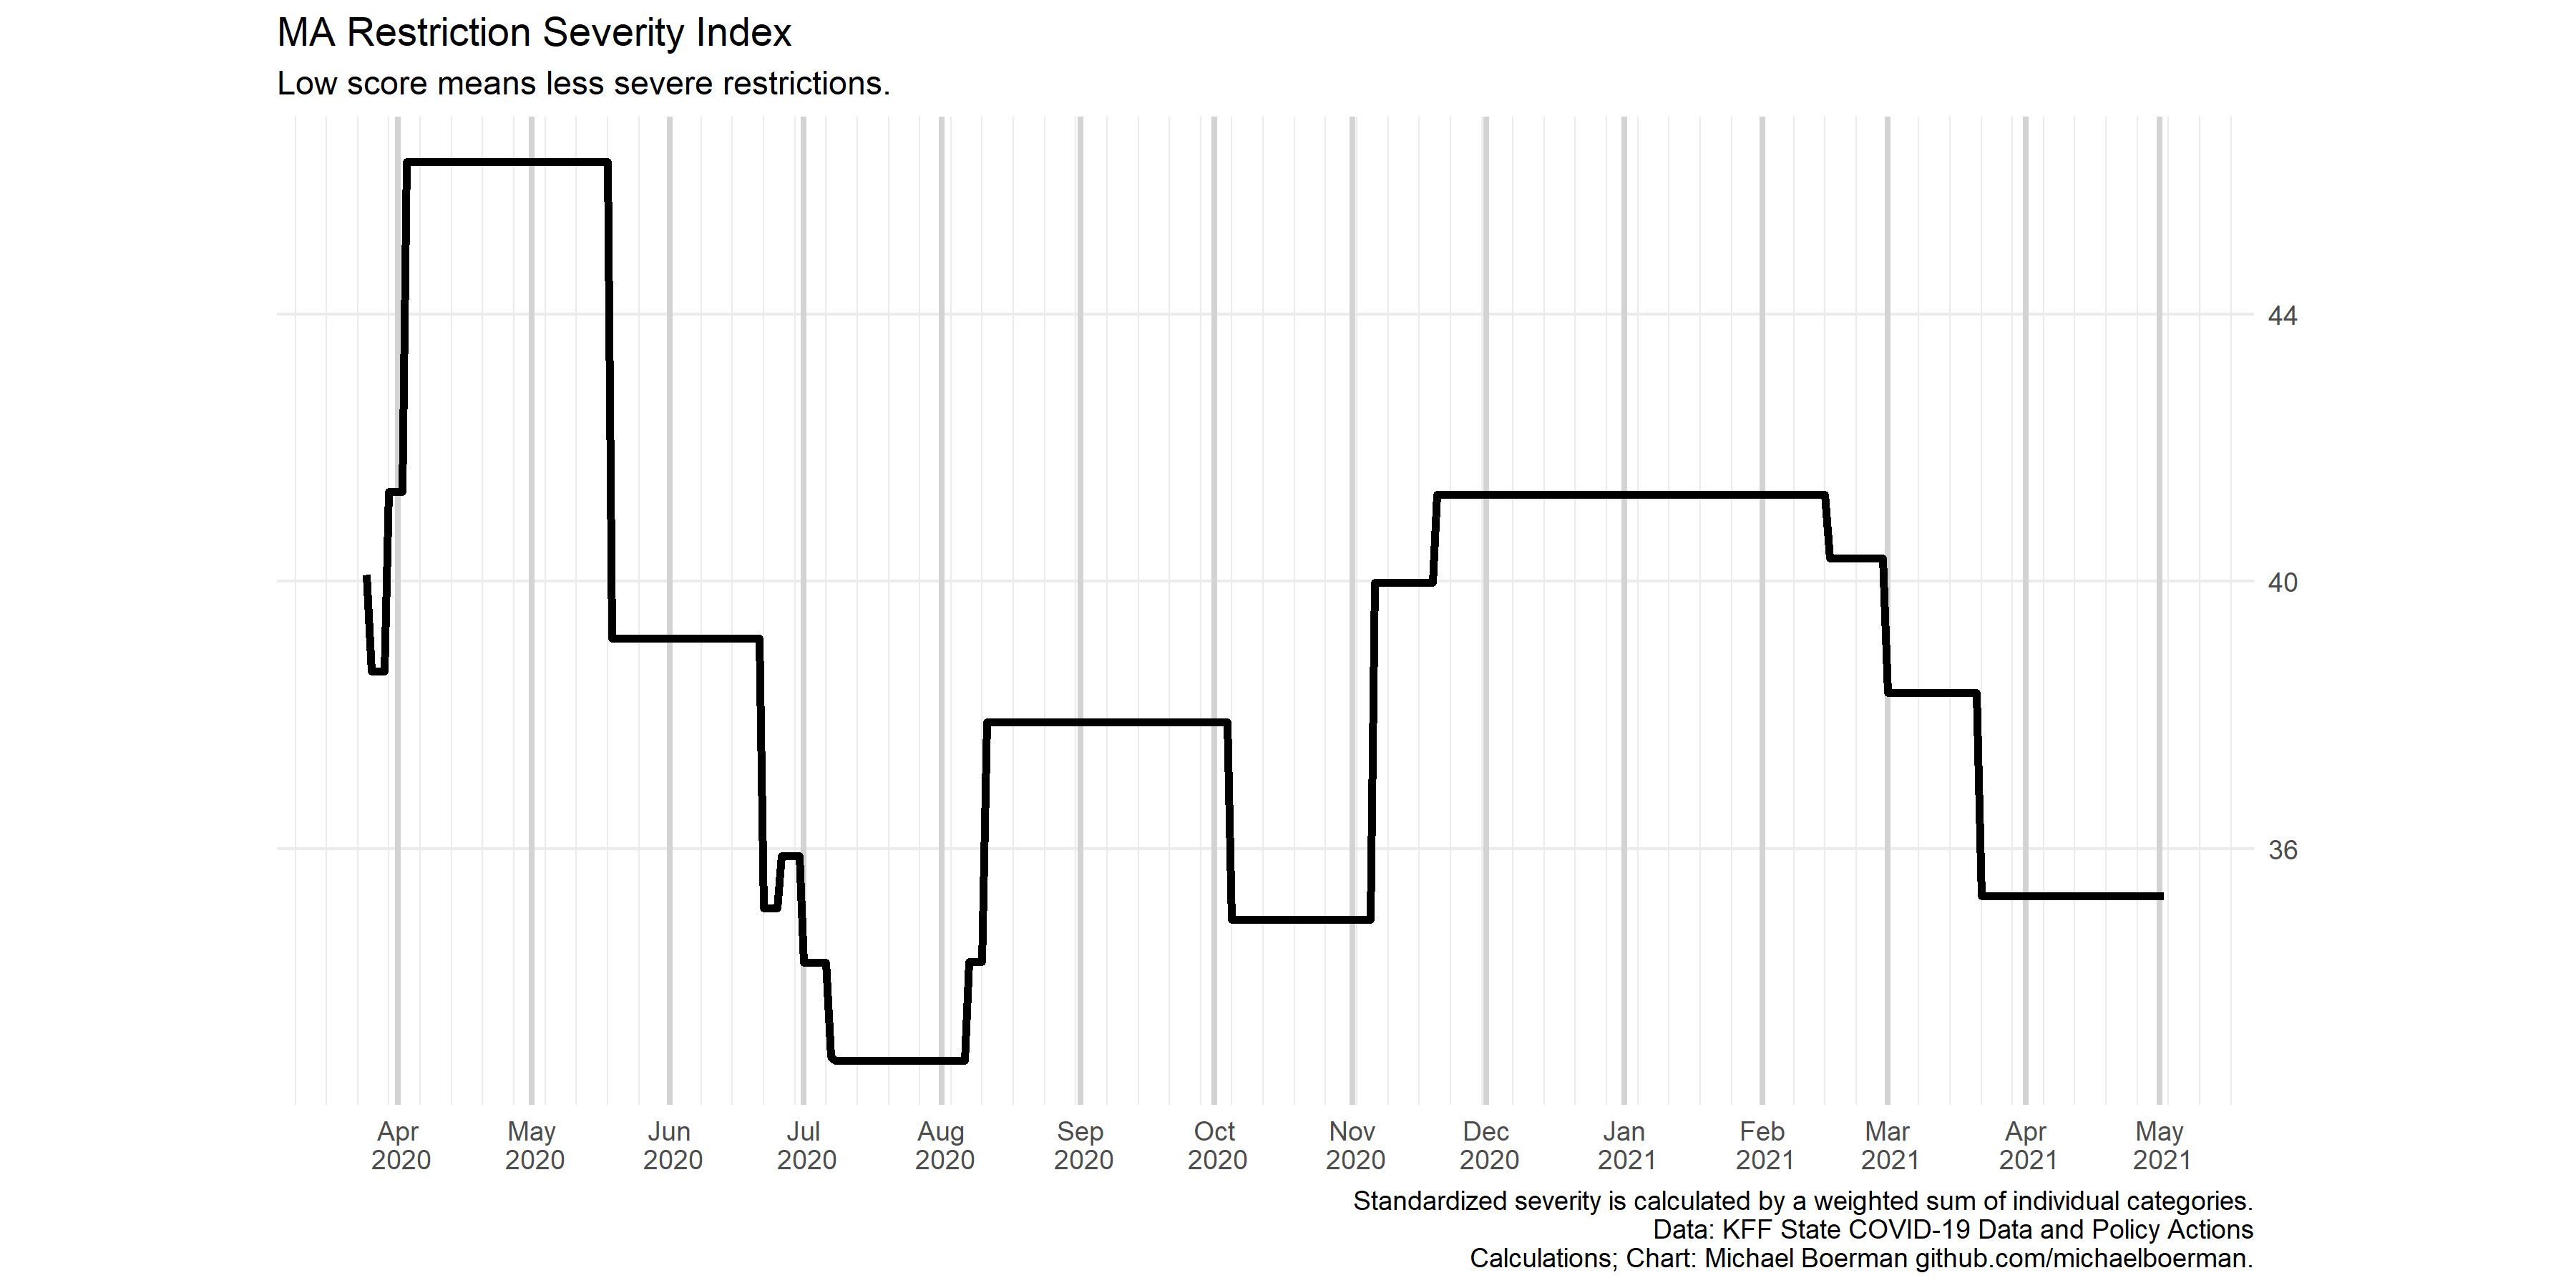 MA Restriction Severity Index
Low score means less severe restrictions.
44
40
36
Apr May Jun Jul Aug Sep Oct Nov Dec Jan Feb Mar Apr May
2020 2020 2020 2020 2020 2020 2020 2020 2020 2021 2021 2021 2021 2021
Standardized severity is calculated by a weighted sum of individual categories.
Data: KFF State COVID-19 Data and Policy Actions
Calculations; Chart: Michael Boerman github.com/michaelboerman.